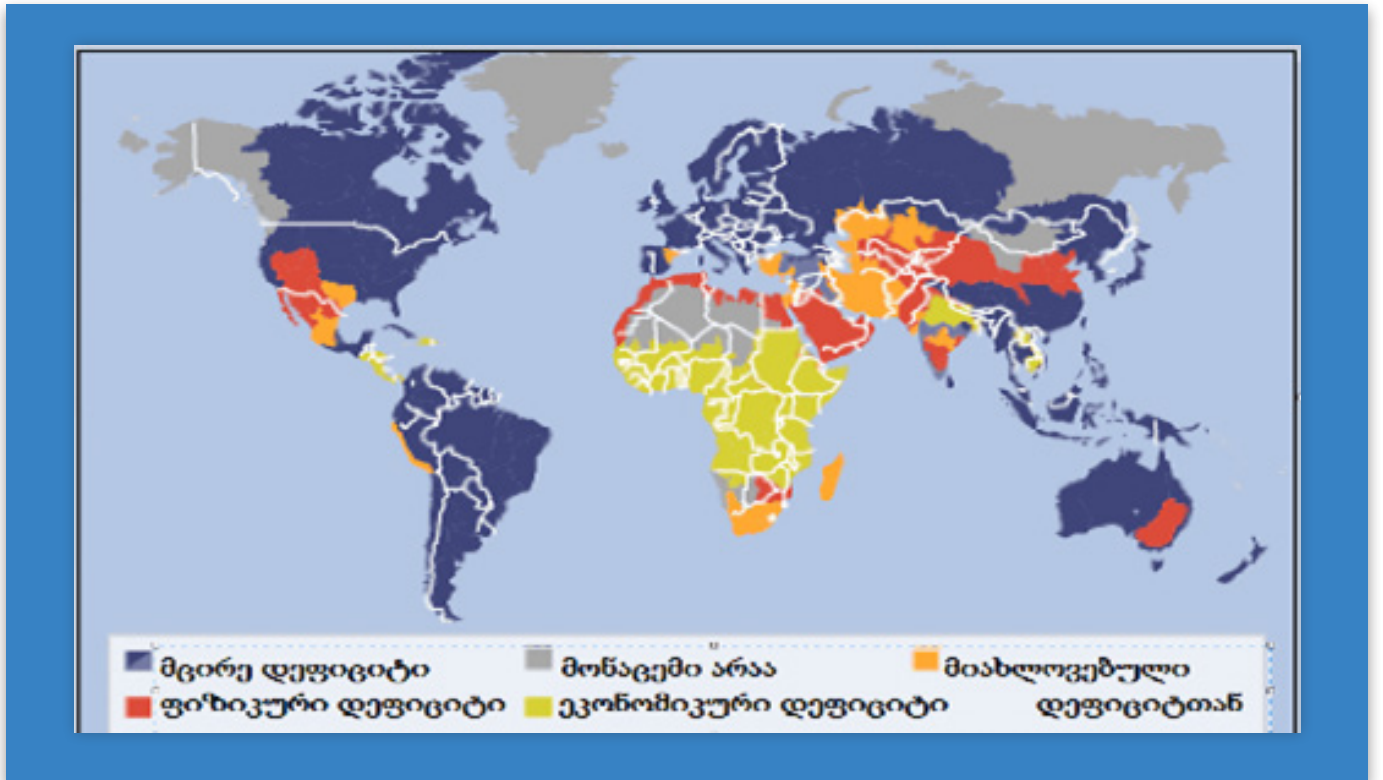 მცირე დეფიციტი
მონაცემი არაა
მიახლოვებული
ფიზიკური დეფიციტი
ეკონომიკური დეფიციტი
დეფიციტთან